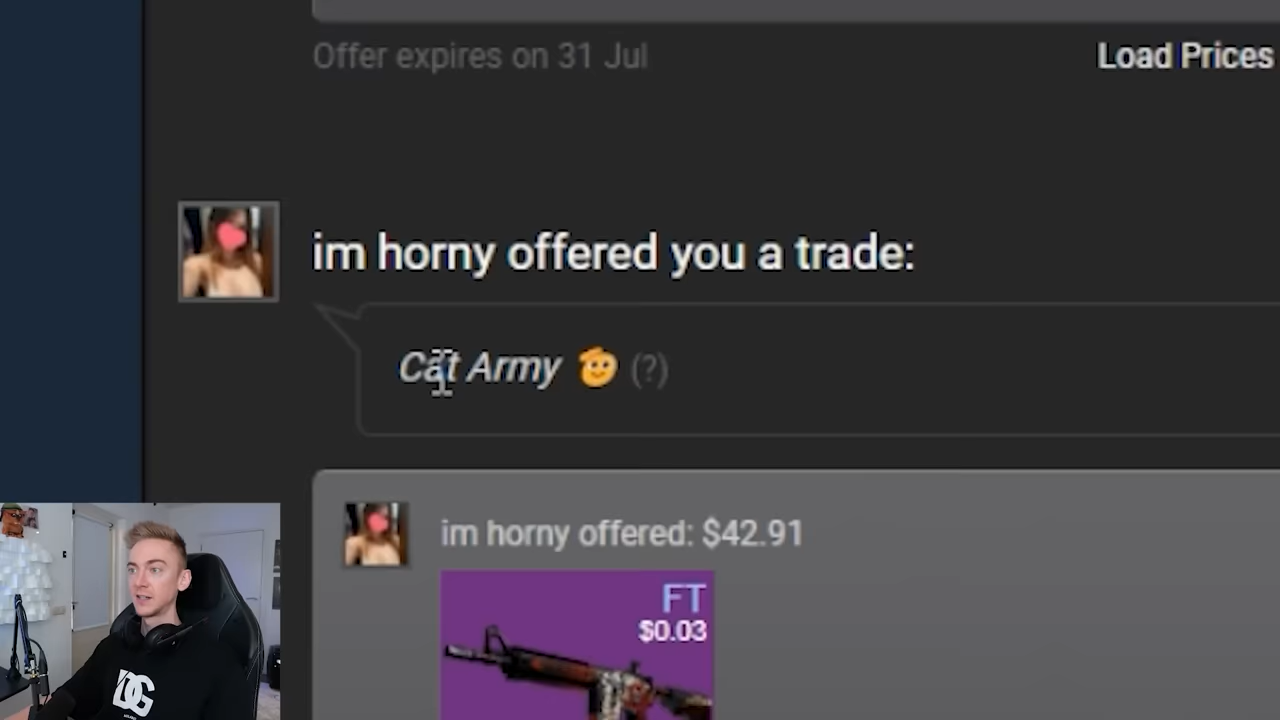 Offer expires on 31 Jul
Load Prices
im horny offered you a trade:
Cat Army 🫡 (?)
im horny offered: $42.91
FT
$0.03
DG